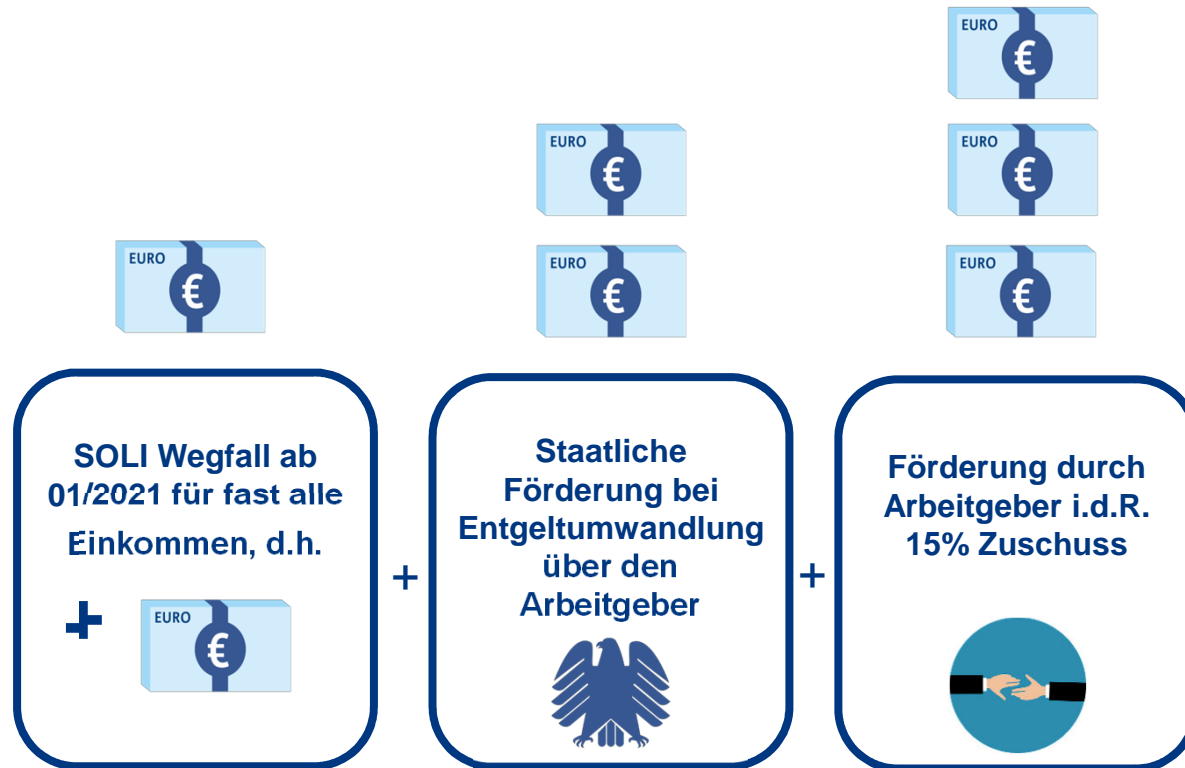 EURO
€
EURO
€
EURO
€
EURO
€
EURO
€
EURO
€
SOLI Wegfall ab
01/2021 für fast alle
Einkommen, d.h.
+
EURO
€
+
Staatliche
Förderung bei
Entgeltumwandlung
über den
Arbeitgeber
+
Förderung durch
Arbeitgeber i.d.R.
15% Zuschuss